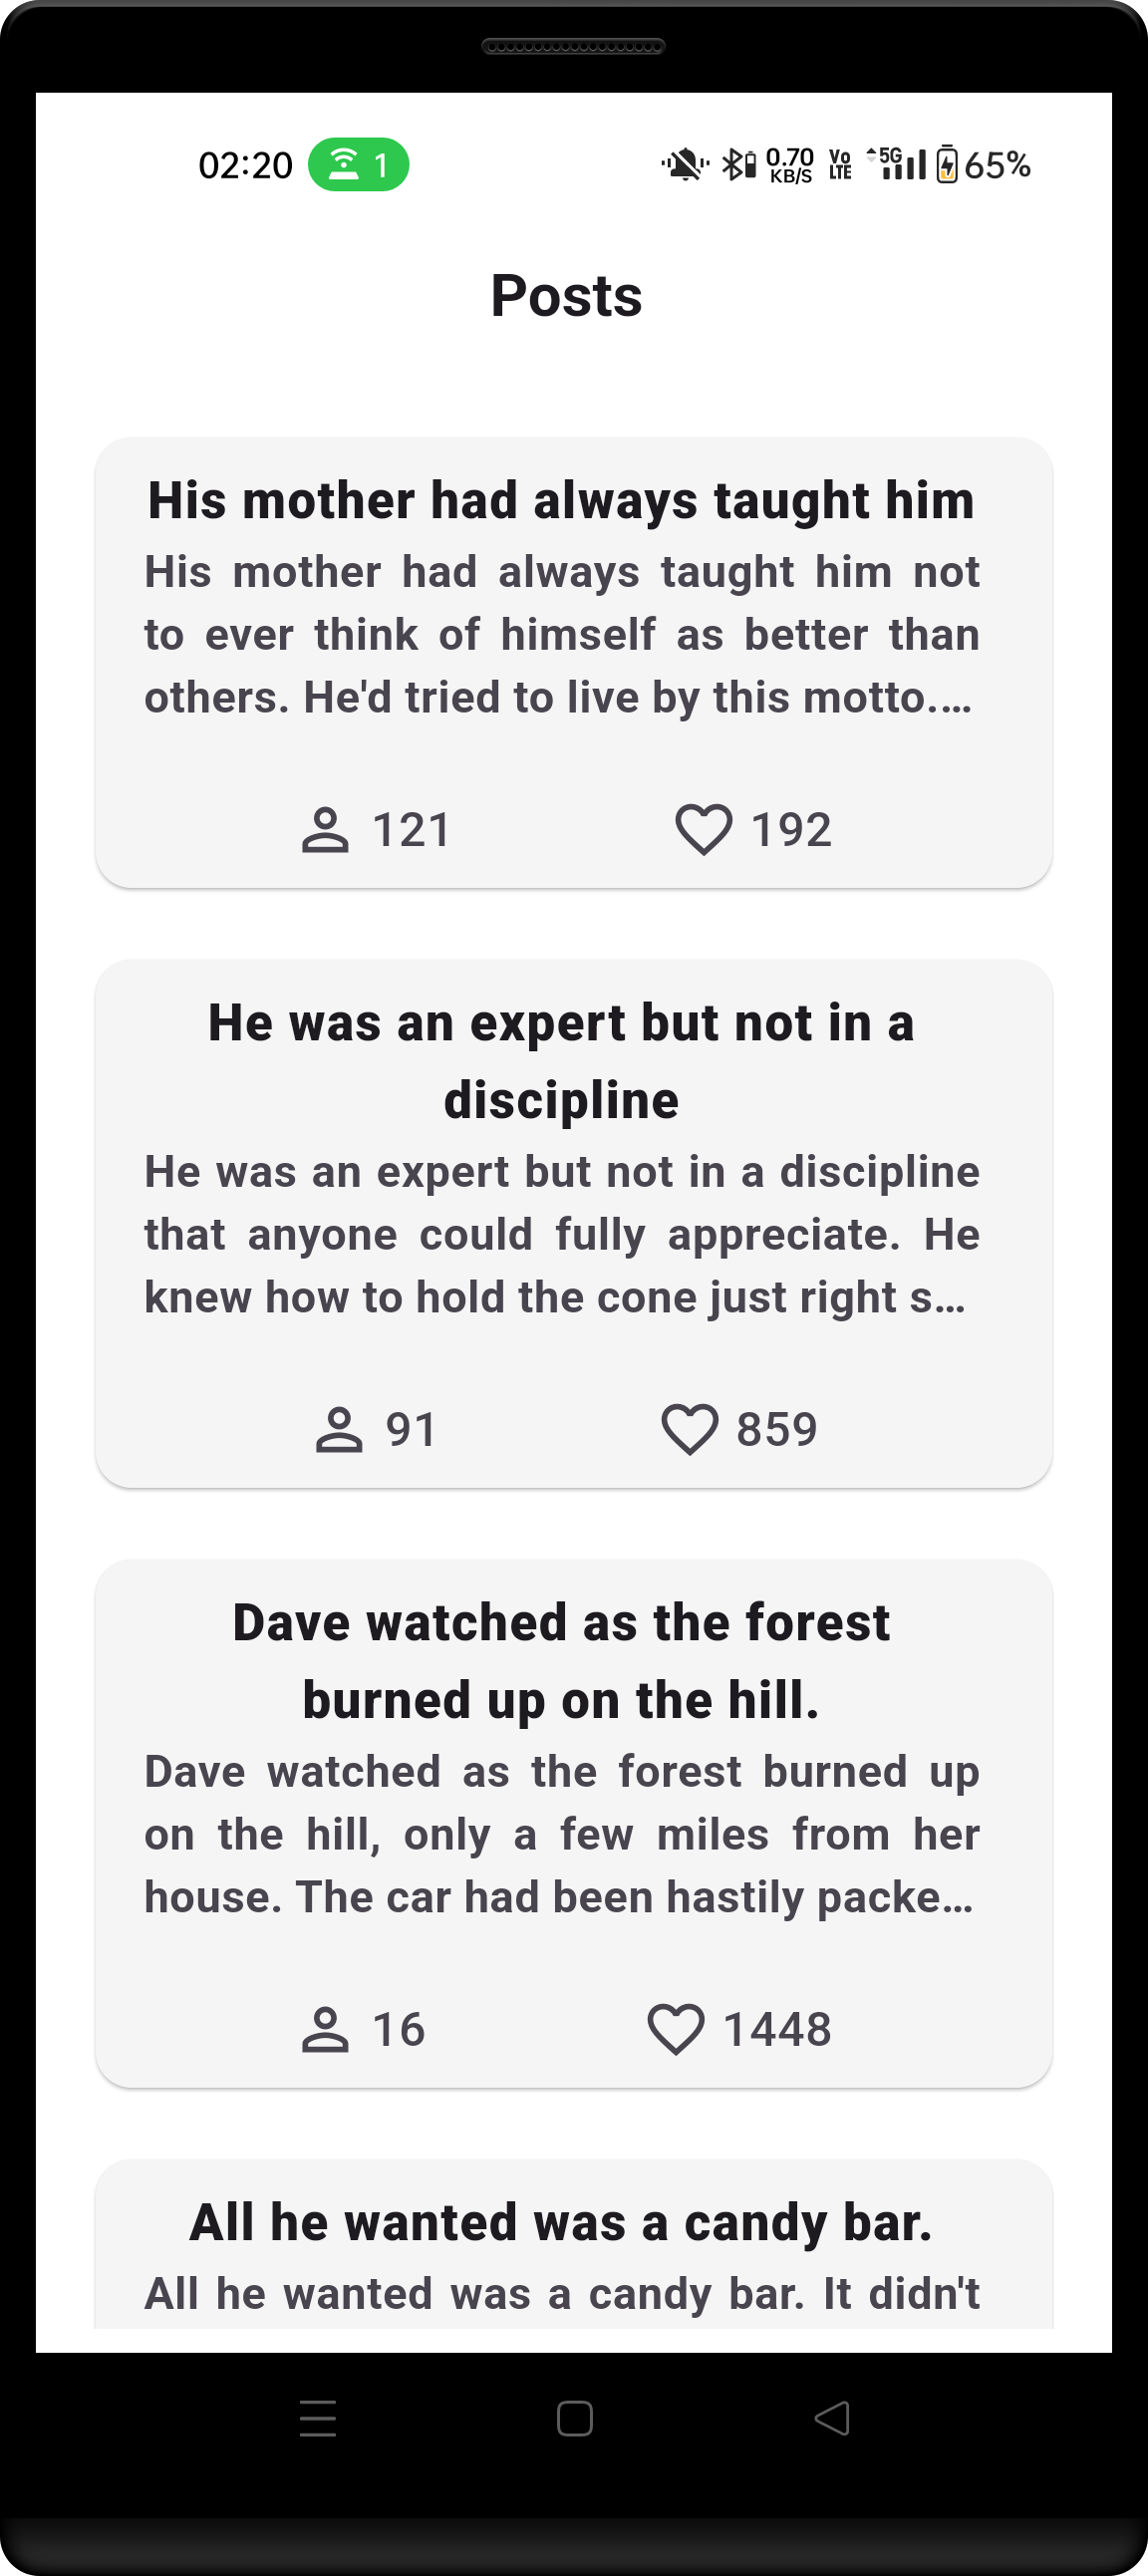 02:20 1 0.70 KB/S Vo LTE 5G 65%
Posts
His mother had always taught him
His mother had always taught him not
to ever think of himself as better than
others. He'd tried to live by this motto.…
121 192
He was an expert but not in a
discipline
He was an expert but not in a discipline
that anyone could fully appreciate. He
knew how to hold the cone just right s…
91 859
Dave watched as the forest
burned up on the hill.
Dave watched as the forest burned up
on the hill, only a few miles from her
house. The car had been hastily packe…
16 1448
All he wanted was a candy bar.
All he wanted was a candy bar. It didn't